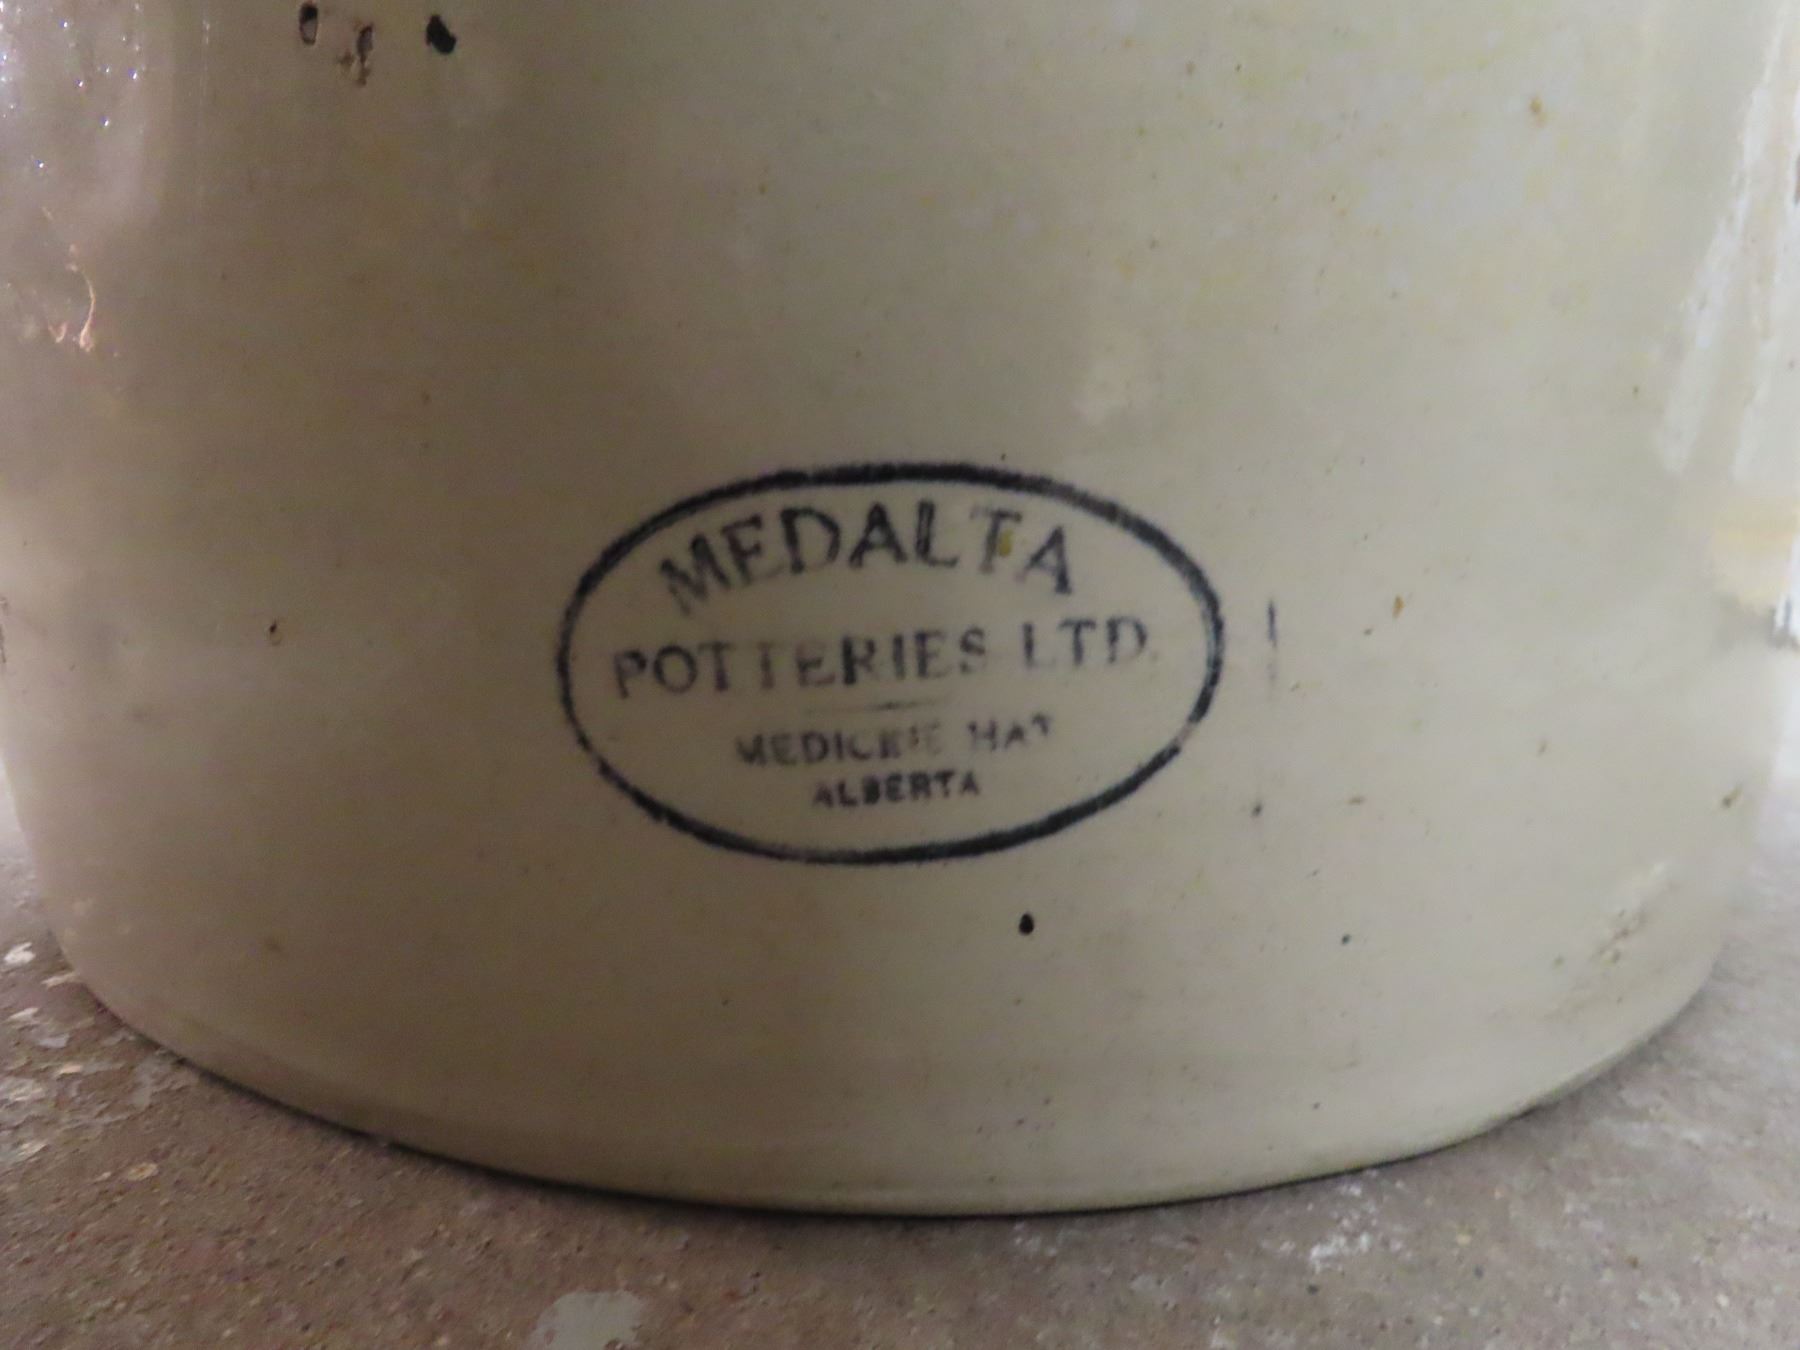 MEDALTA
POTTERIES LTD.
MEDICINE HAT
ALBERTA